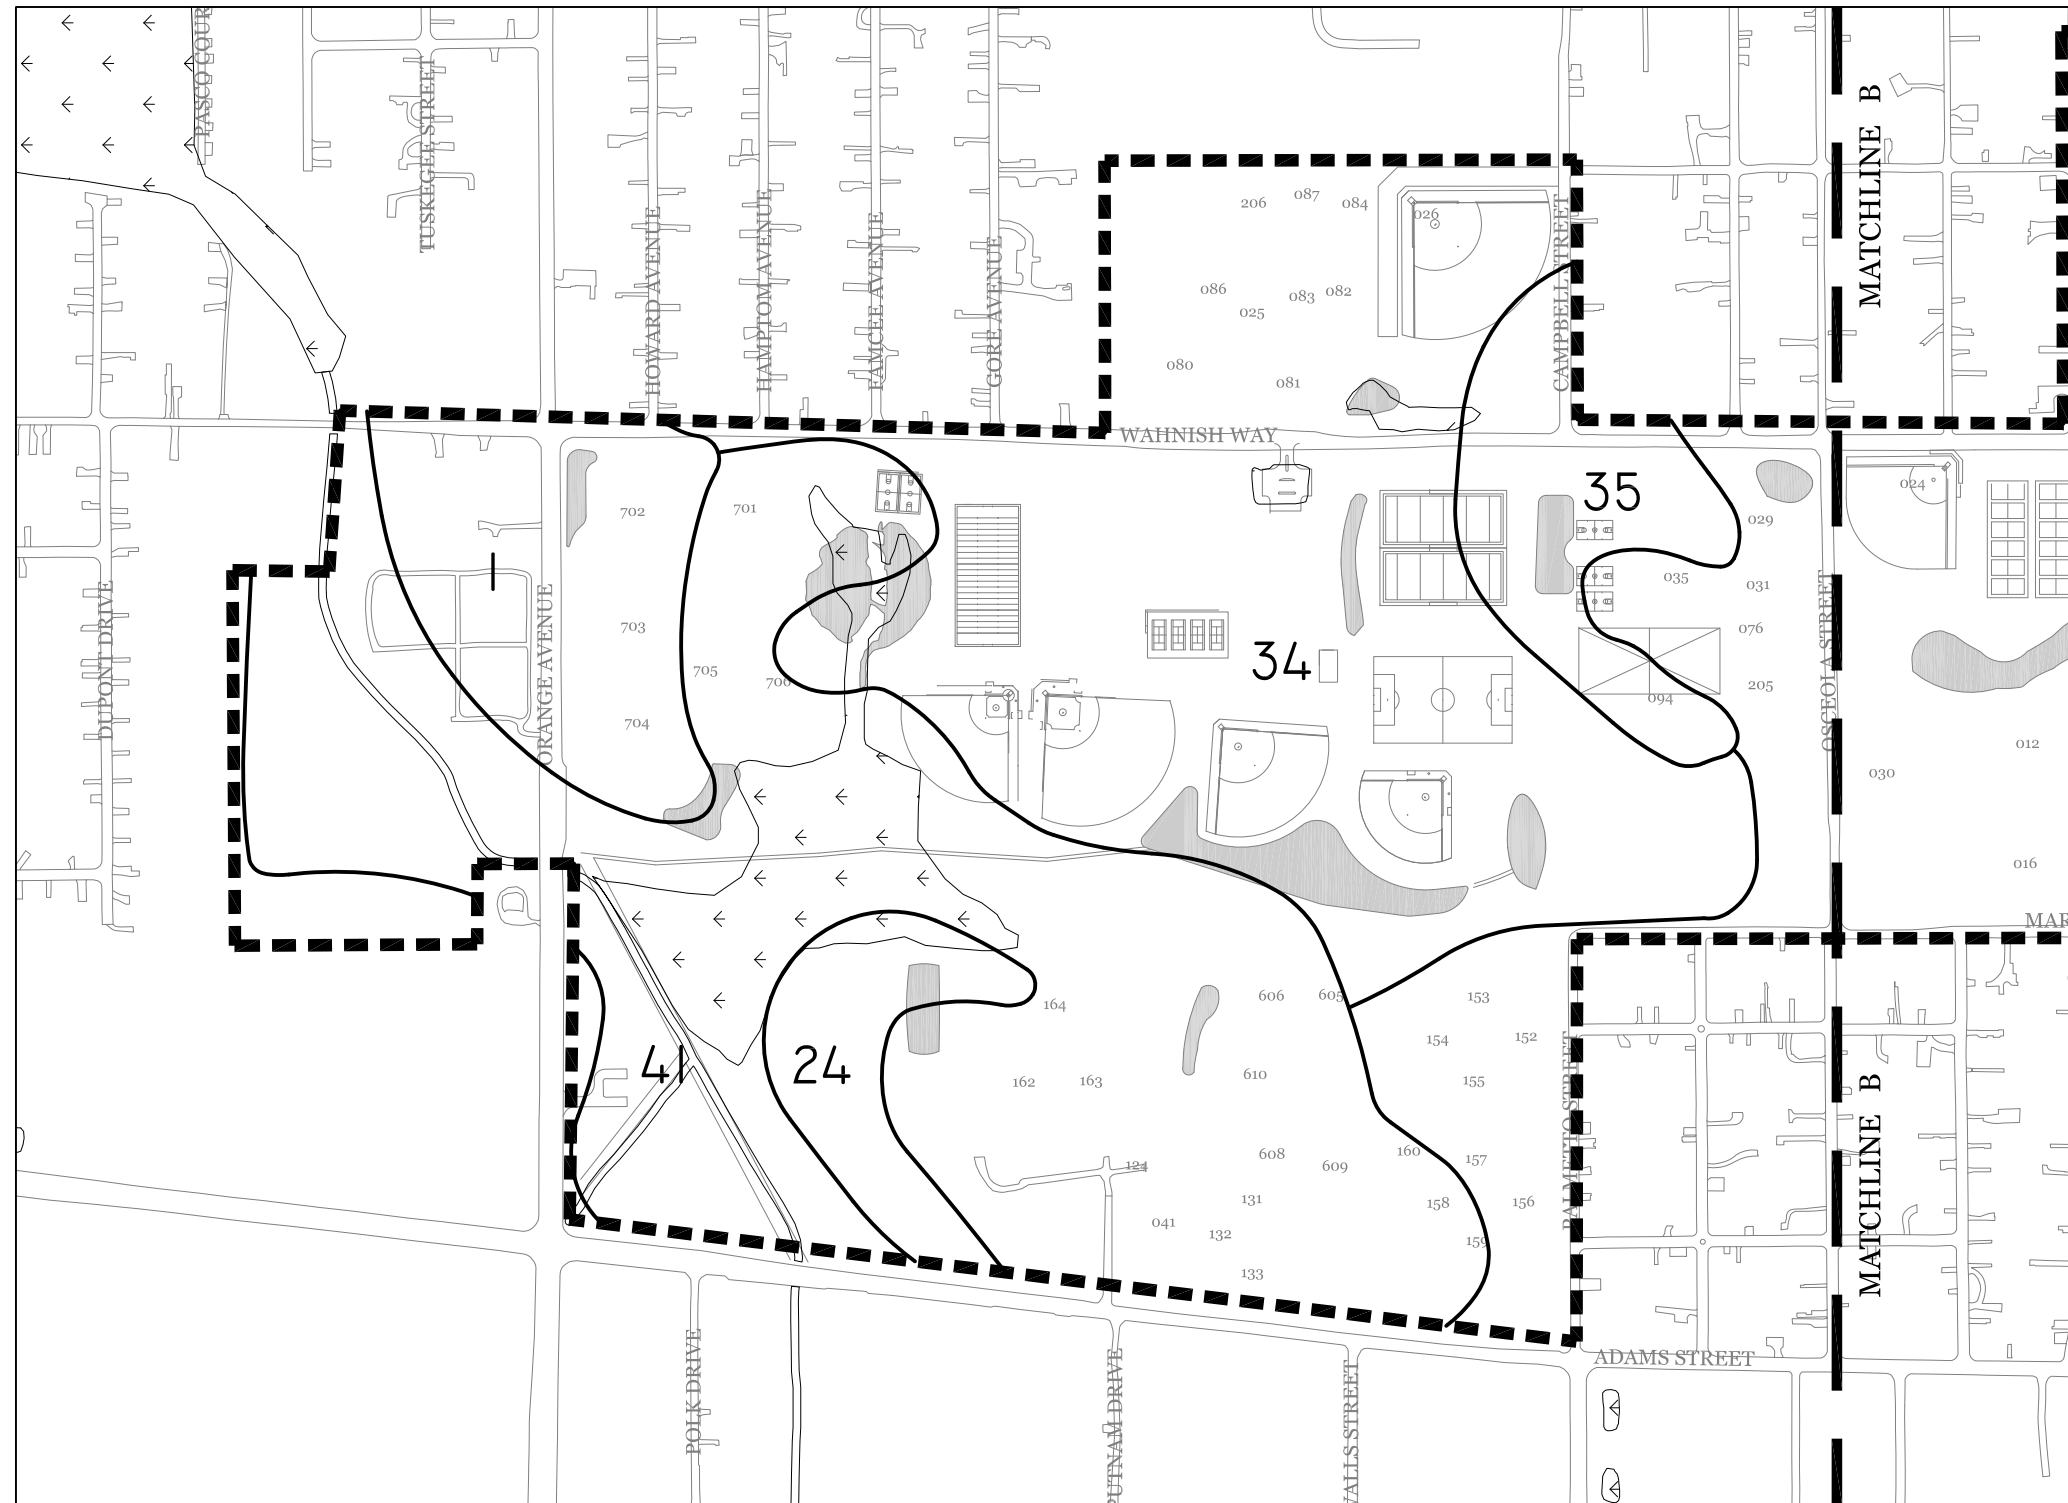 PASCO COUR
TUSKEGEE STREET
HOWARD AVENUE
HAMPTOM AVENUE
FAMCEE AVENUE
GORE AVENUE
CAMPBELL STREET
MATCHLINE B
206
087
084
026
086
025
083
082
080
081
WAHNISH WAY
35
024
029
702
701
1
035
031
703
076
DUPONT DRIVE
ORANGE AVENUE
OSCEOLA STREET
34
705
706
205
094
704
012
030
016
MAR
164
606
605
153
154
152
41
24
162
163
610
155
PALMETTO STREET
124
608
609
160
157
131
158
156
041
132
159
133
MATCHLINE B
ADAMS STREET
POLK DRIVE
PUTNAM DRIVE
WALLS STREET